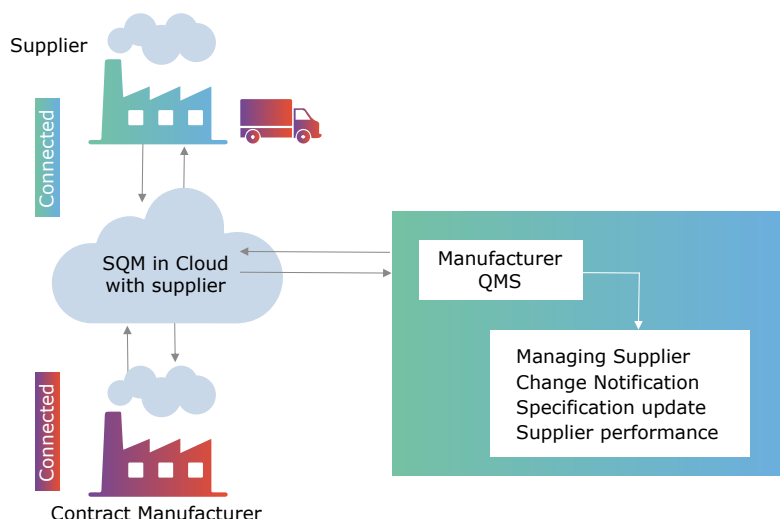 Supplier
Connected
SQM in Cloud
with supplier
Manufacturer
QMS
Managing Supplier
Change Notification
Specification update
Supplier performance
Connected
Contract Manufacturer